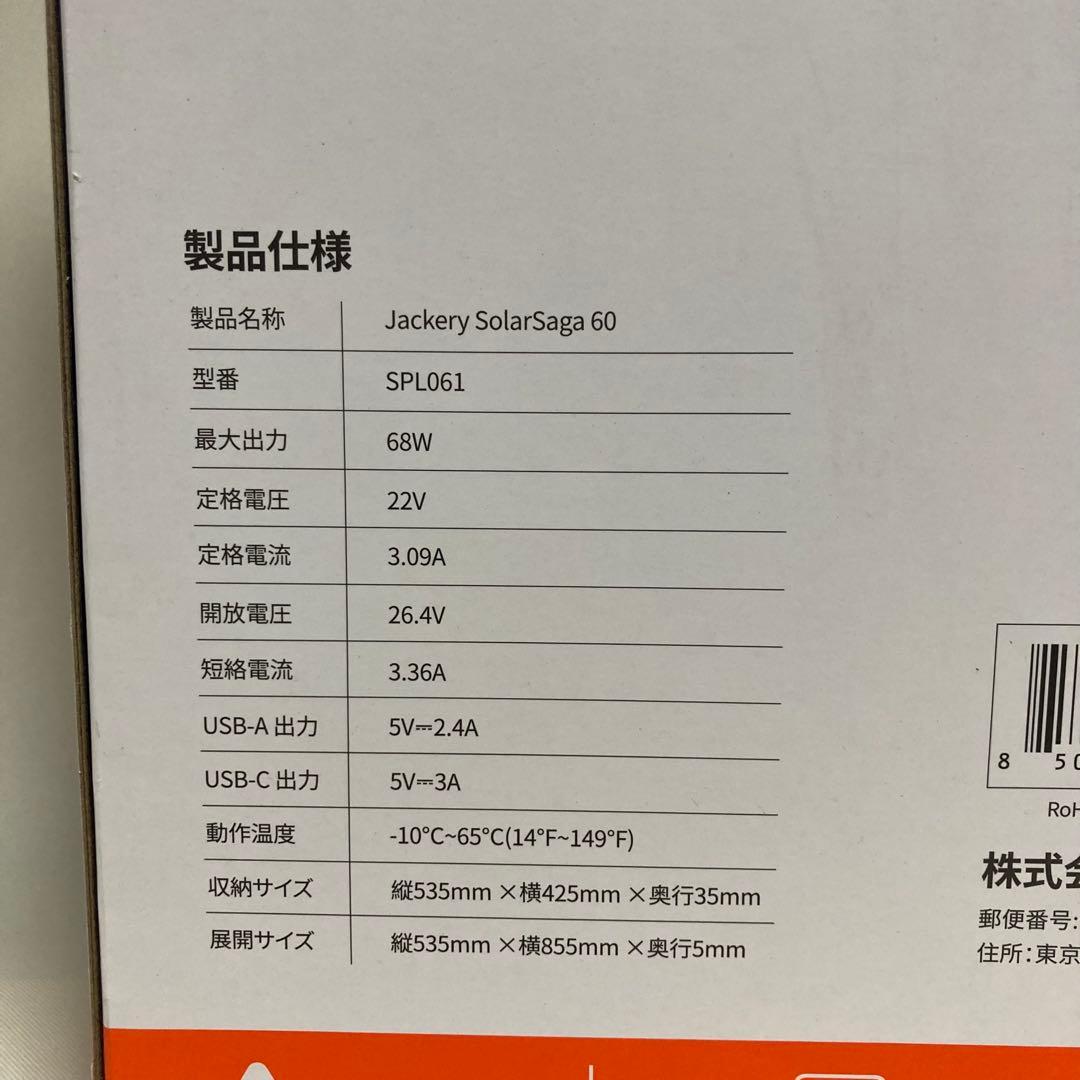 製品仕様
製品名称 Jackery SolarSaga 60
型番 SPL061
最大出力 68W
定格電圧 22V
定格電流 3.09A
開放電圧 26.4V
短絡電流 3.36A
USB-A 出力 5V⎓2.4A
USB-C 出力 5V⎓3A
動作温度 -10°C~65°C(14°F~149°F)
収納サイズ 縦535mm ×横425mm ×奥行35mm
展開サイズ 縦535mm ×横855mm ×奥行5mm
8 50
RoH
株式会
郵便番号:
住所:東京